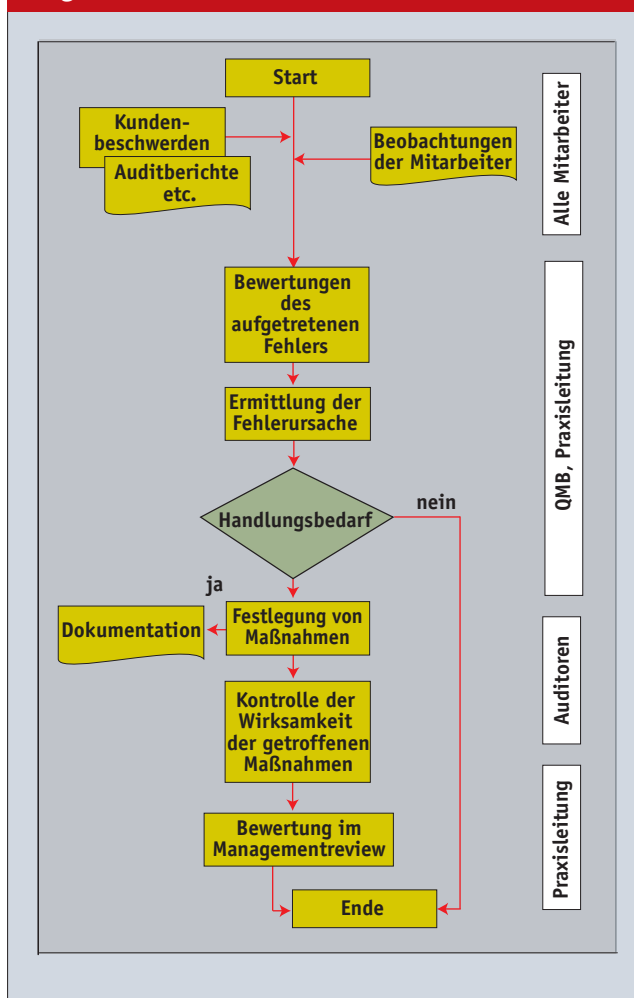 Start
Kunden-
beschwerden
Auditberichte
etc.
Beobachtungen
der Mitarbeiter
Alle Mitarbeiter
Bewertungen
des
aufgetretenen
Fehlers
Ermittlung der
Fehlerursache
QMB, Praxisleitung
Handlungsbedarf
nein
ja
Dokumentation
Festlegung von
Maßnahmen
Auditoren
Kontrolle der
Wirksamkeit
der getroffenen
Maßnahmen
Bewertung im
Managementreview
Praxisleitung
Ende